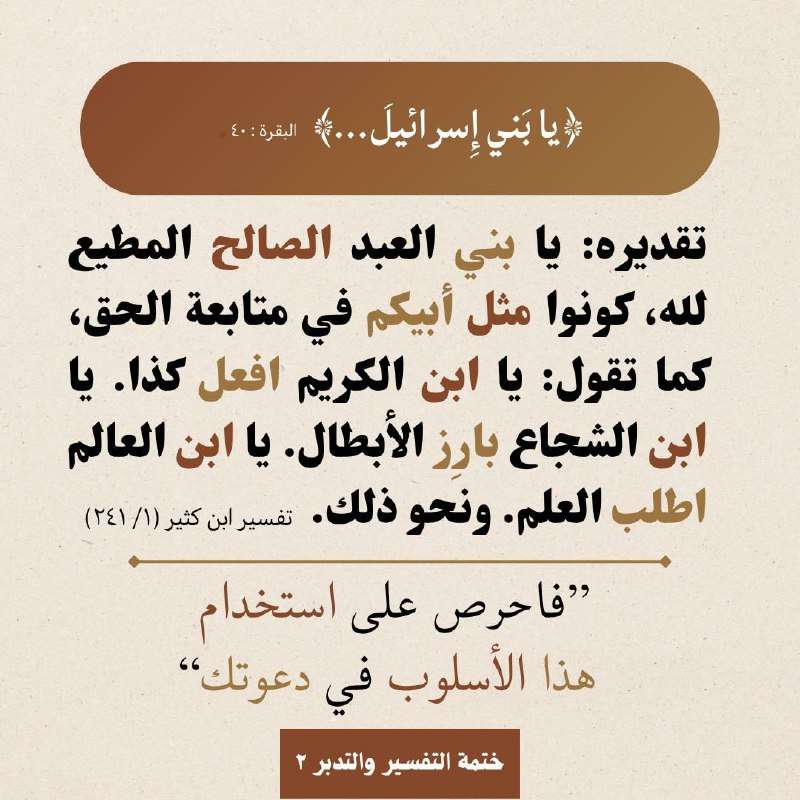 ﴿يا بَني إِسرائيلَ...﴾ البقرة : ٤٠
تقديره: يا بني العبد الصالح المطيع
لله، كونوا مثل أبيكم في متابعة الحق،
كما تقول: يا ابن الكريم افعل كذا. يا
ابن الشجاع بارِز الأبطال. يا ابن العالم
اطلب العلم. ونحو ذلك. تفسير ابن كثير (١/ ٢٤١)
”فاحرص على استخدام
هذا الأسلوب في دعوتك“
ختمة التفسير والتدبر ٢